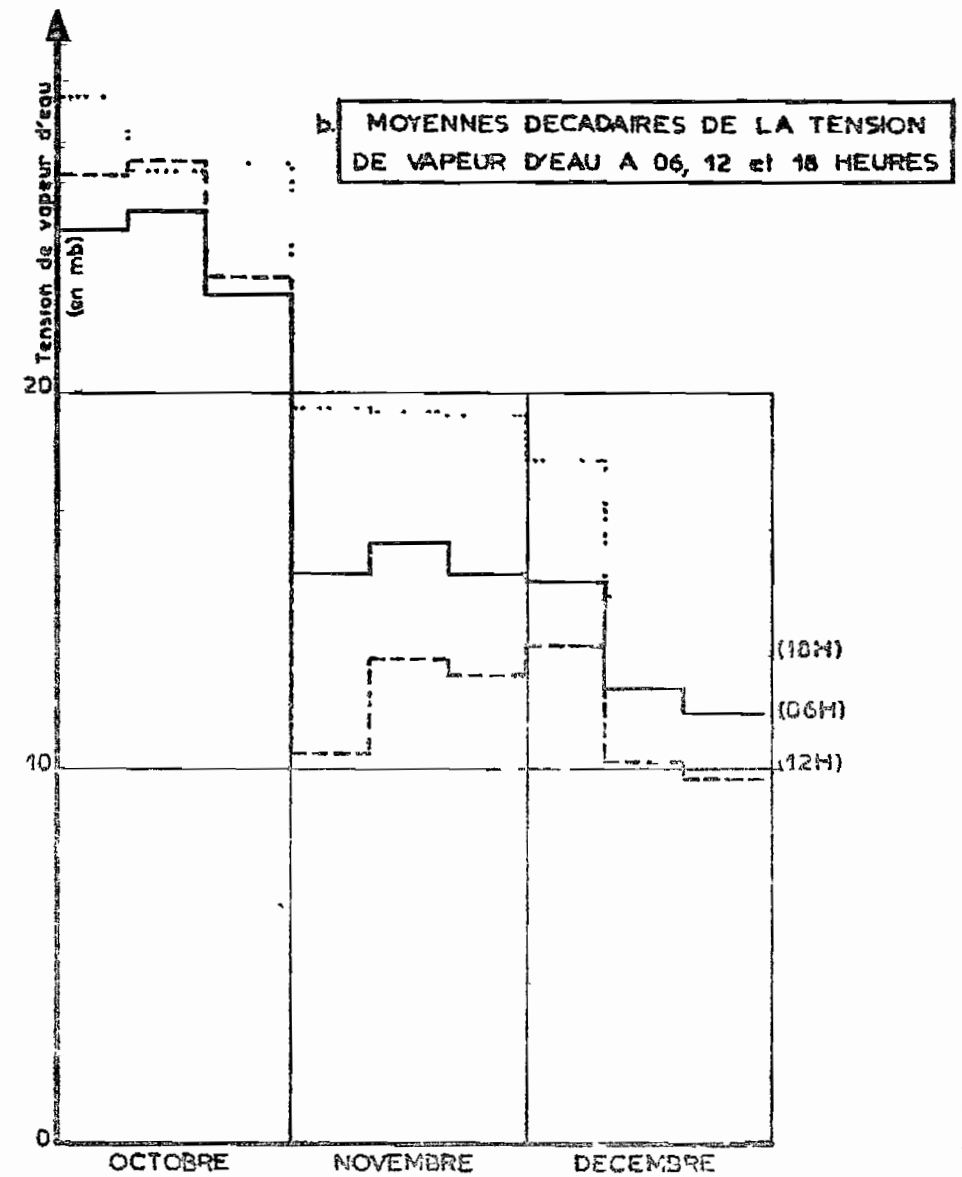 Tension de vapeur d'eau
(en mb)
b. MOYENNES DECADAIRES DE LA TENSION
DE VAPEUR D'EAU A 06, 12 et 18 HEURES
20
10
0
(18H)
(06H)
(12H)
OCTOBRE NOVEMBRE DECEMBRE